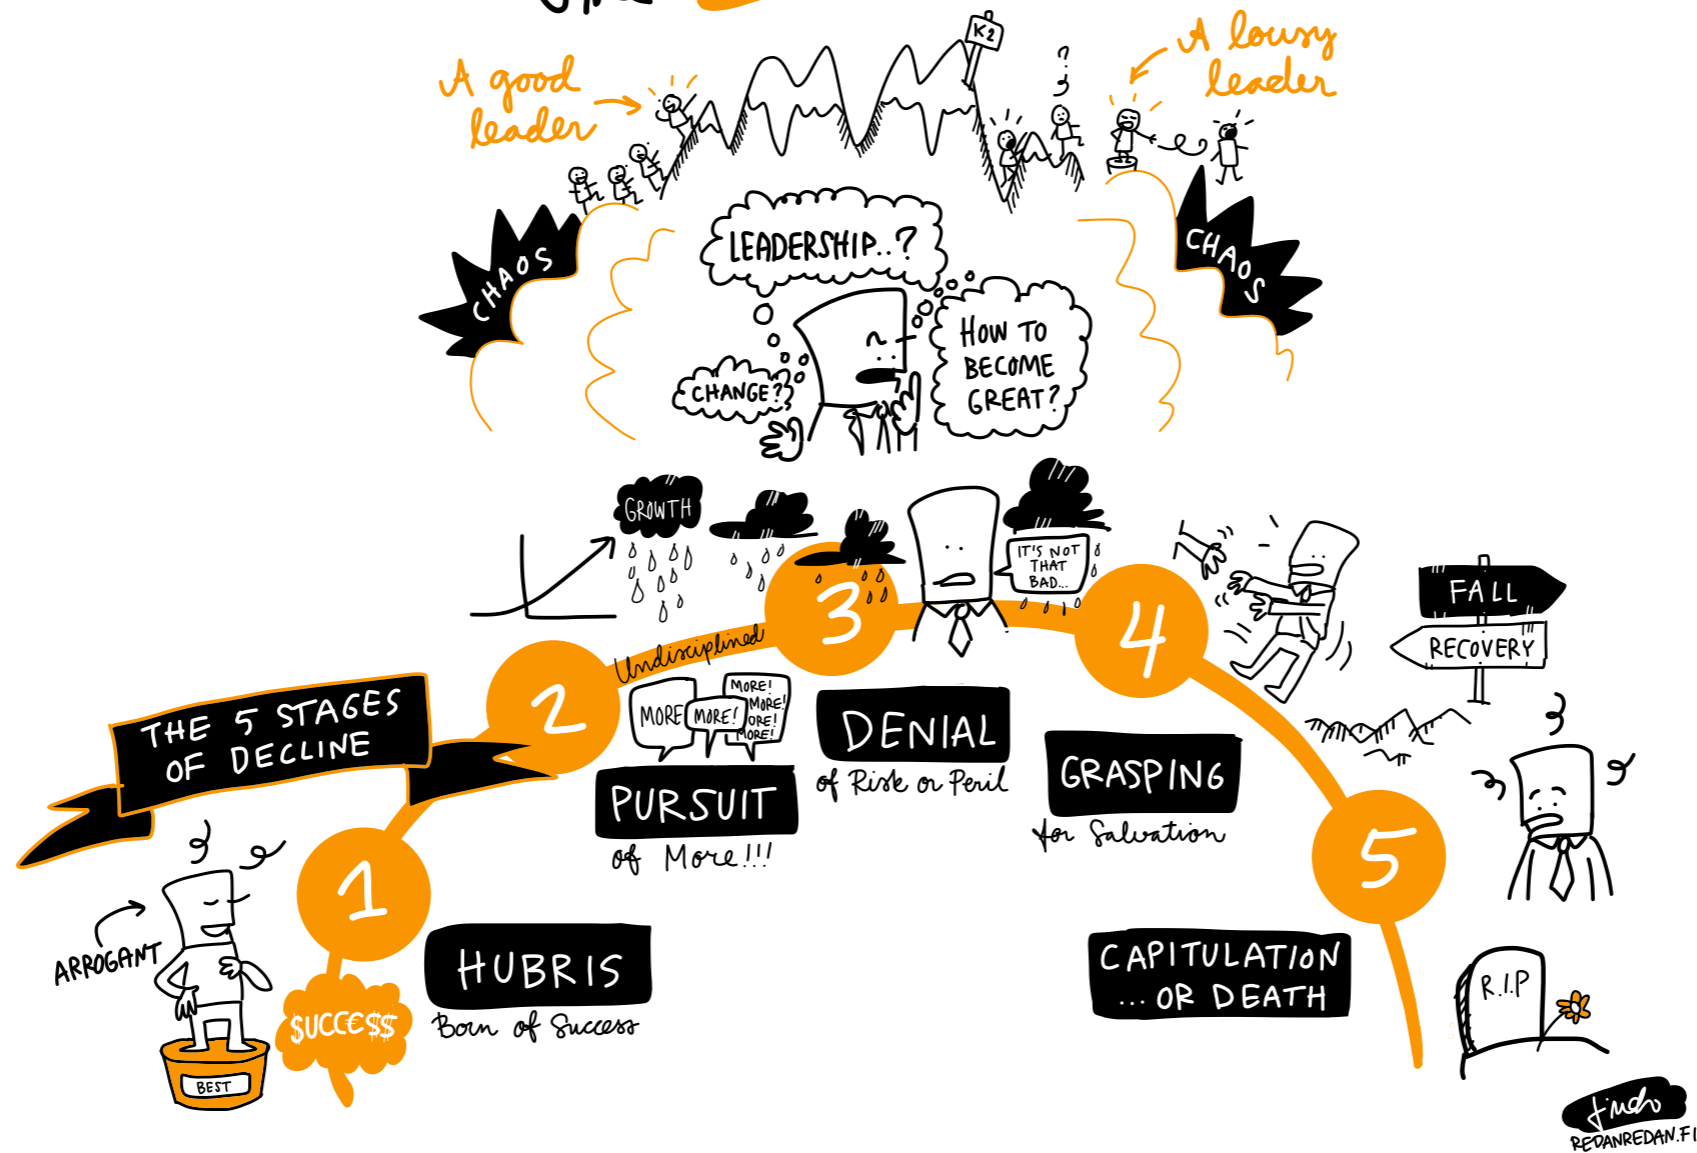 A good
leader
K2
A lousy
leader
CHAOS
CHAOS
LEADERSHIP..?
CHANGE?
HOW TO
BECOME
GREAT?
GROWTH
IT'S NOT
THAT
BAD...
FALL
RECOVERY
THE 5 STAGES
OF DECLINE
1
2
3
4
5
Undisciplined
MORE
MORE!
MORE!
MORE!
ORE!
MORE!
PURSUIT
of More!!!
DENIAL
of Risk or Peril
GRASPING
for Salvation
ARROGANT
BEST
$UCC€$$
HUBRIS
Born of Success
CAPITULATION
... OR DEATH
R.I.P
REDANREDAN.FI